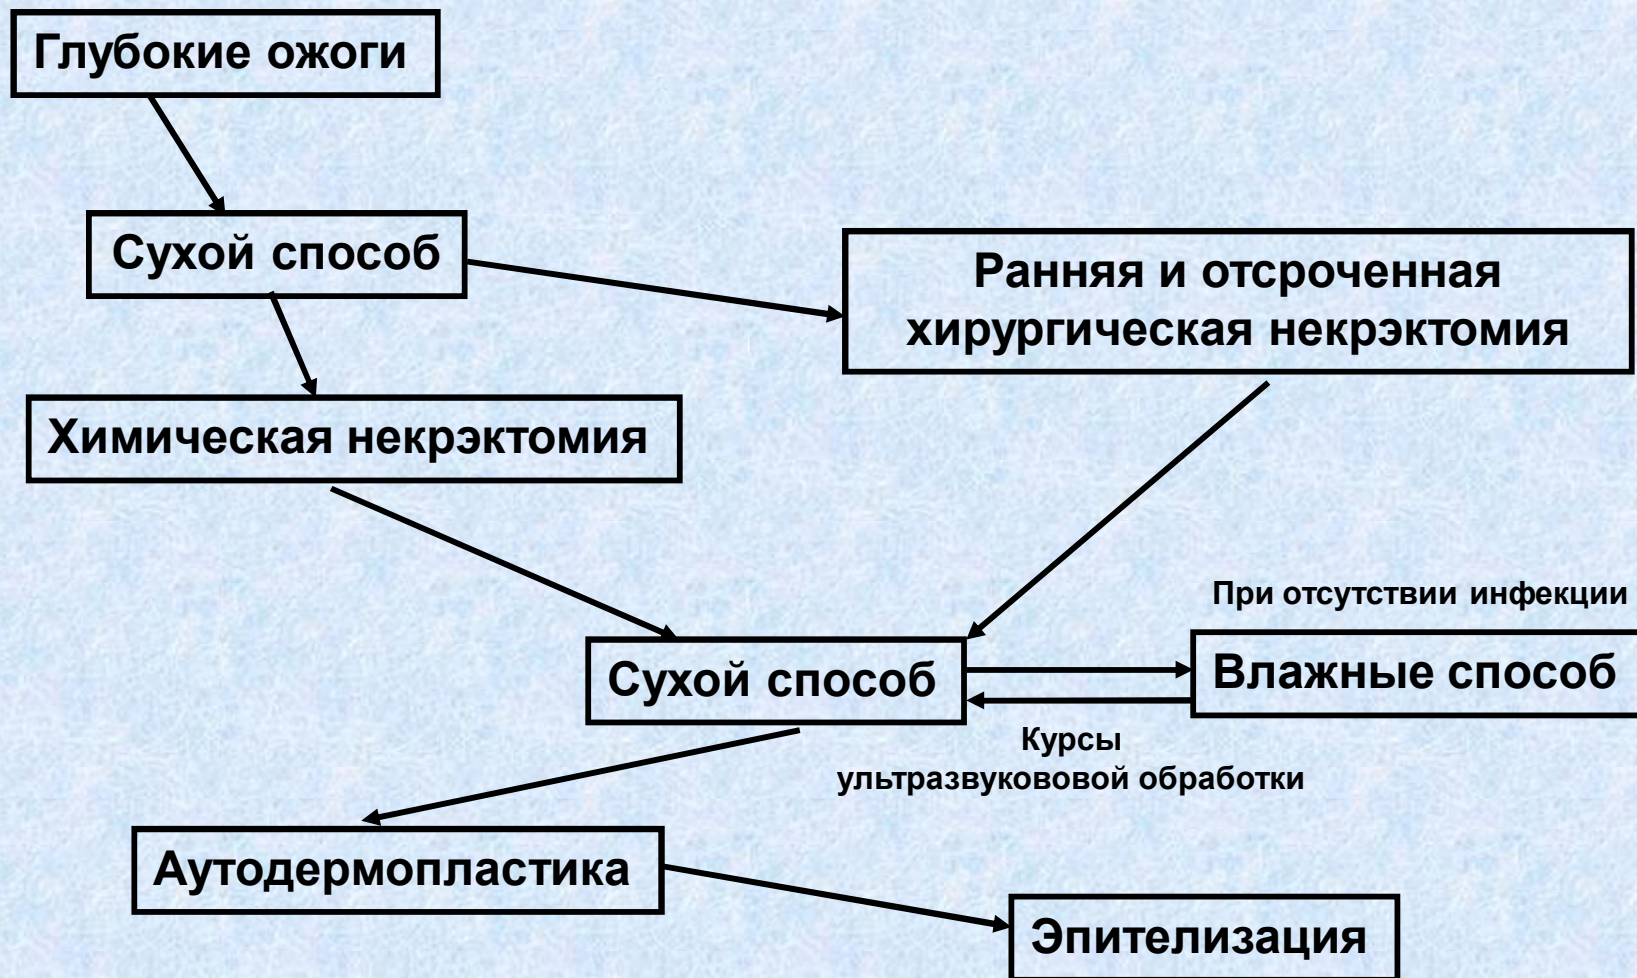 Глубокие ожоги
Сухой способ
Ранняя и отсроченная
хирургическая некрэктомия
Химическая некрэктомия
При отсутствии инфекции
Сухой способ
Влажные способ
Курсы
ультразвукововой обработки
Аутодермопластика
Эпителизация